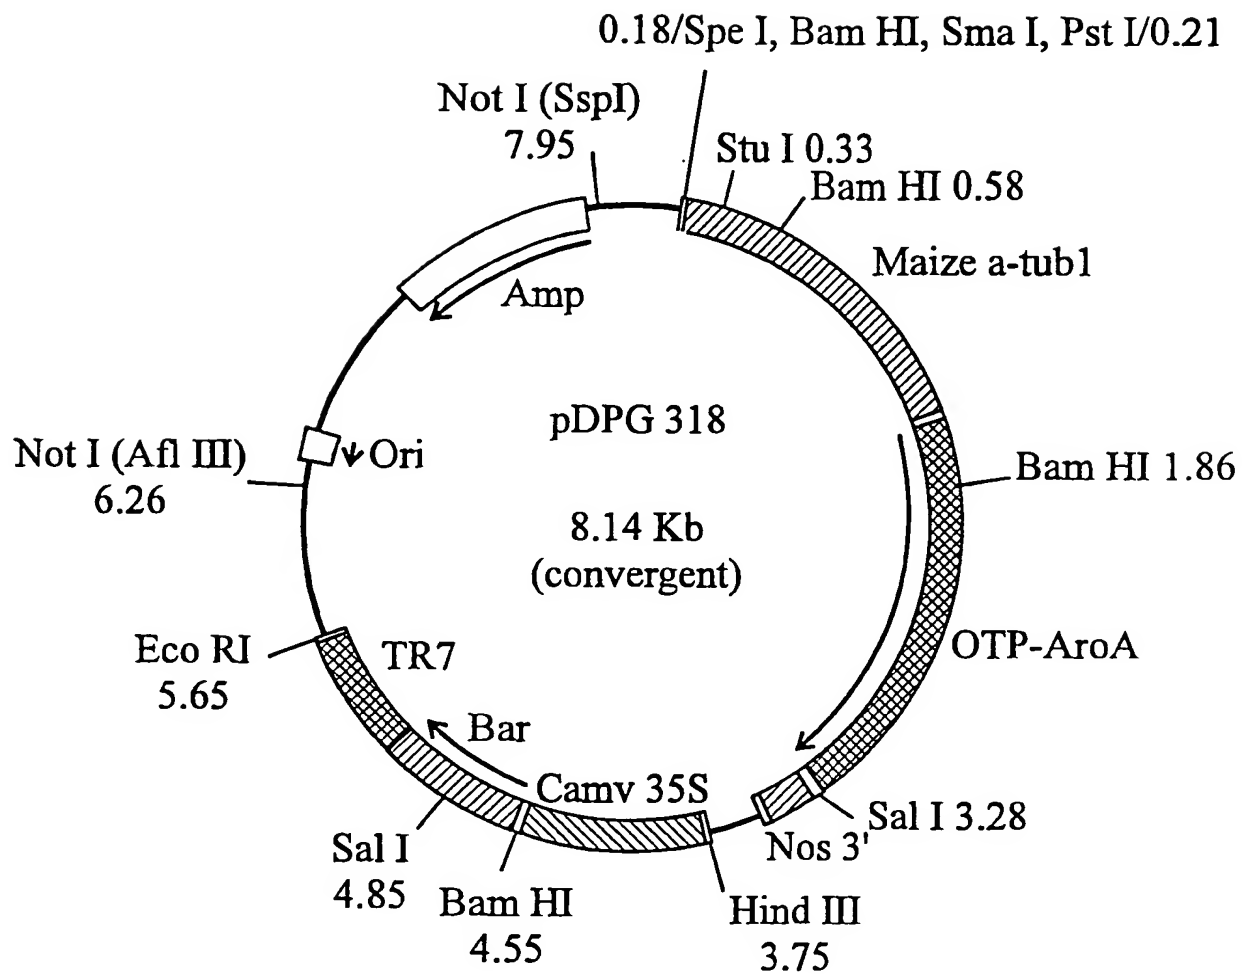 0.18/Spe I, Bam HI, Sma I, Pst I/0.21
Not I (SspI)
7.95
Stu I 0.33
Bam HI 0.58
Maize a-tub1
Amp
pDPG 318
Not I (Afl III)
6.26
Ori
Bam HI 1.86
8.14 Kb
(convergent)
Eco RI
5.65
TR7
OTP-AroA
Bar
Camv 35S
Sal I 3.28
Nos 3'
Sal I
4.85
Bam HI
4.55
Hind III
3.75